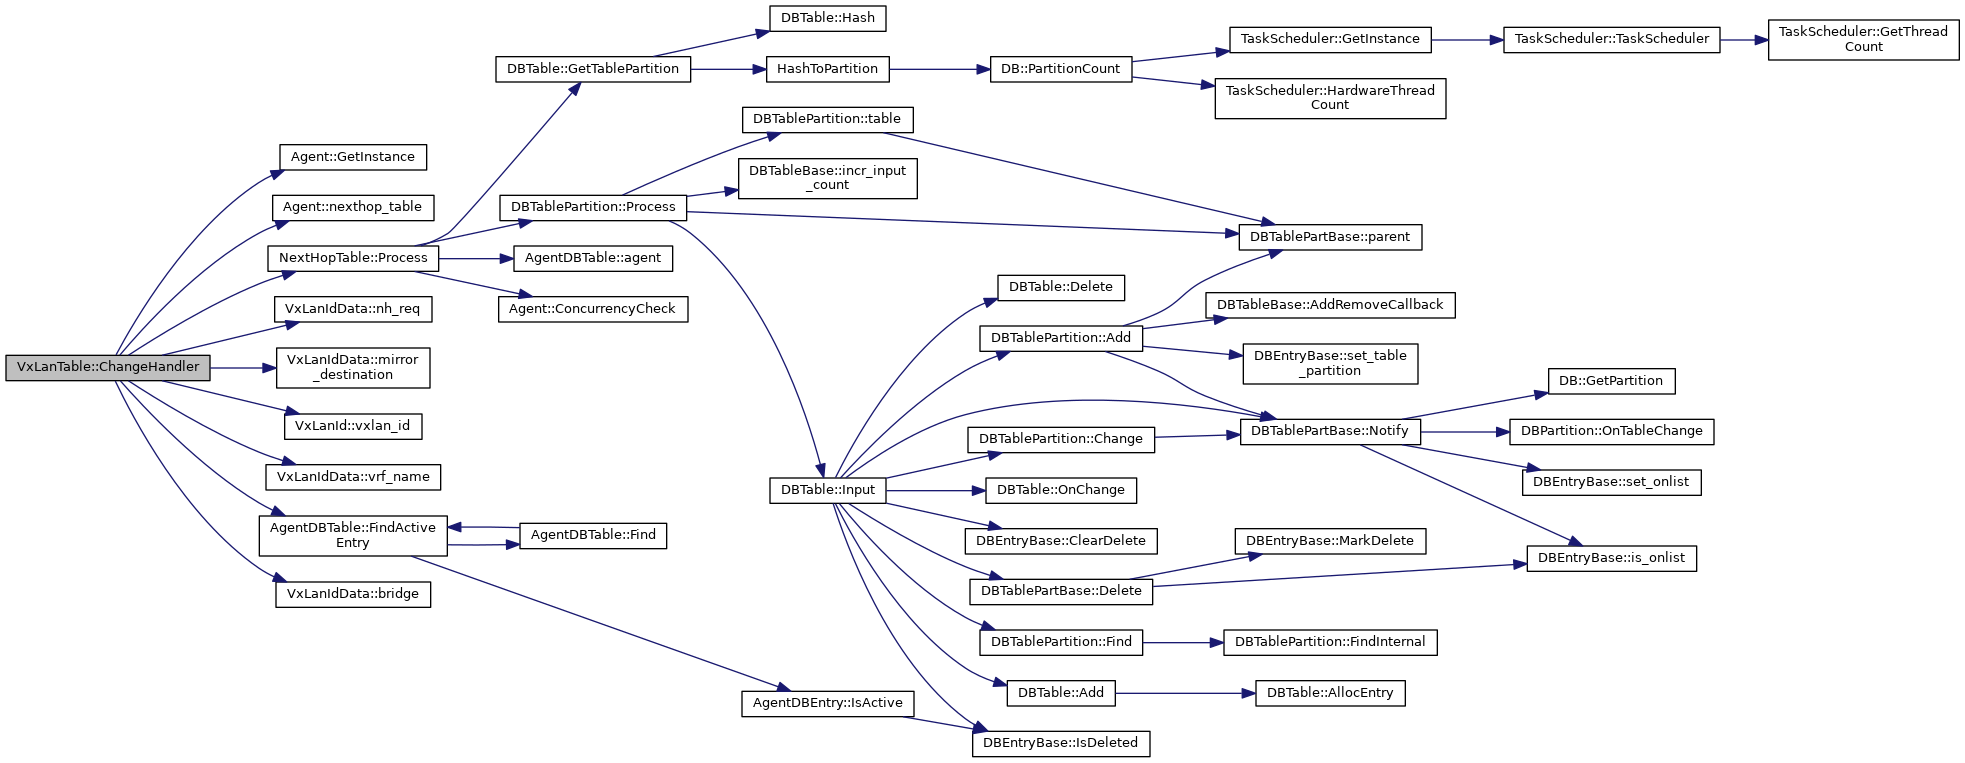 VxLanTable::ChangeHandler
Agent::GetInstance
Agent::nexthop_table
NextHopTable::Process
VxLanIdData::nh_req
VxLanIdData::mirror
_destination
VxLanId::vxlan_id
VxLanIdData::vrf_name
AgentDBTable::FindActive
Entry
VxLanIdData::bridge
DBTable::GetTablePartition
DBTablePartition::Process
AgentDBTable::agent
Agent::ConcurrencyCheck
AgentDBTable::Find
DBTable::Hash
HashToPartition
DBTablePartition::table
DBTableBase::incr_input
_count
DBTable::Input
AgentDBEntry::IsActive
DB::PartitionCount
DBTable::Delete
DBTablePartition::Add
DBTablePartition::Change
DBTable::OnChange
DBEntryBase::ClearDelete
DBTablePartBase::Delete
DBTablePartition::Find
DBTable::Add
DBEntryBase::IsDeleted
TaskScheduler::GetInstance
TaskScheduler::HardwareThread
Count
DBTablePartBase::parent
DBTableBase::AddRemoveCallback
DBEntryBase::set_table
_partition
DBTablePartBase::Notify
DBEntryBase::MarkDelete
DBTablePartition::FindInternal
DBTable::AllocEntry
TaskScheduler::TaskScheduler
DB::GetPartition
DBPartition::OnTableChange
DBEntryBase::set_onlist
DBEntryBase::is_onlist
TaskScheduler::GetThread
Count